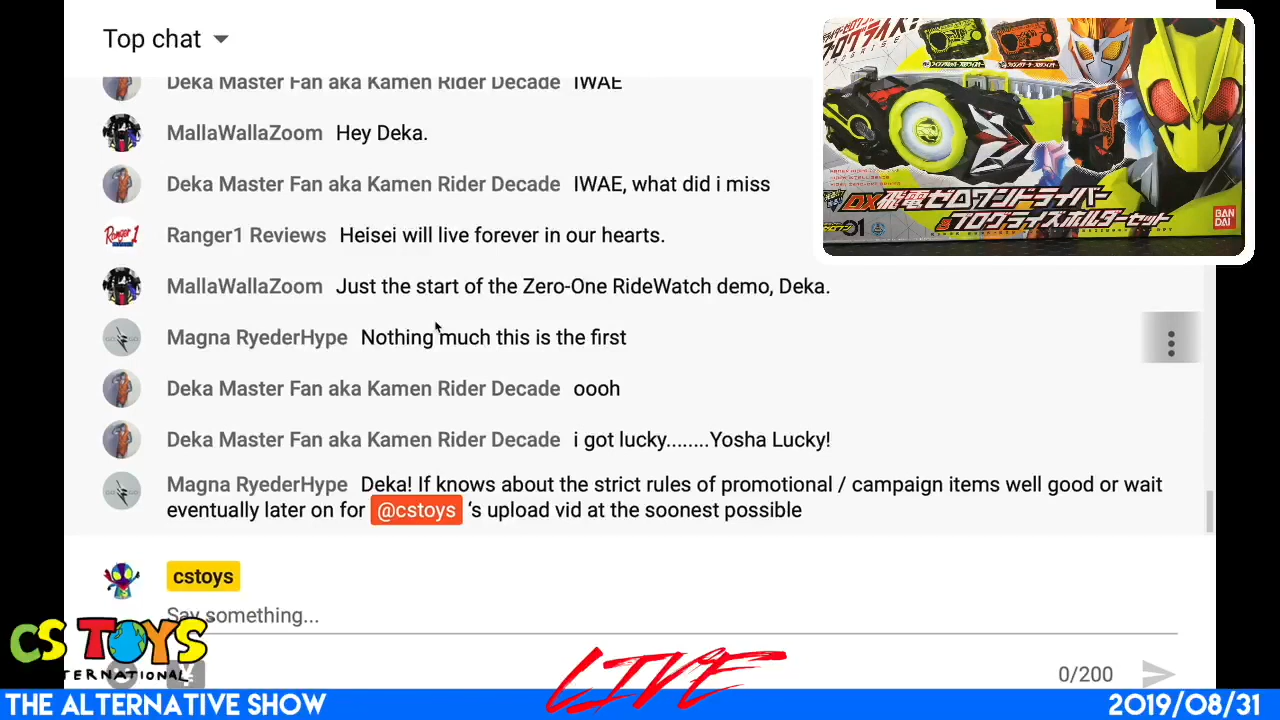 Top chat
Deka Master Fan aka Kamen Rider Decade IWAE
MallaWallaZoom Hey Deka.
Deka Master Fan aka Kamen Rider Decade IWAE, what did i miss
Ranger1 Reviews Heisei will live forever in our hearts.
MallaWallaZoom Just the start of the Zero-One RideWatch demo, Deka.
Magna RyederHype Nothing much this is the first
Deka Master Fan aka Kamen Rider Decade oooh
Deka Master Fan aka Kamen Rider Decade i got lucky........Yosha Lucky!
Magna RyederHype Deka! If knows about the strict rules of promotional / campaign items well good or wait
eventually later on for @cstoys 's upload vid at the soonest possible
cstoys
Say something...
0/200
DX飛電ゼロワンドライバー
プログライズホルダーセット
BAN
DAI
Ranger 1
CS TOYS
TERNATIONAL
LIVE
THE ALTERNATIVE SHOW
2019/08/31